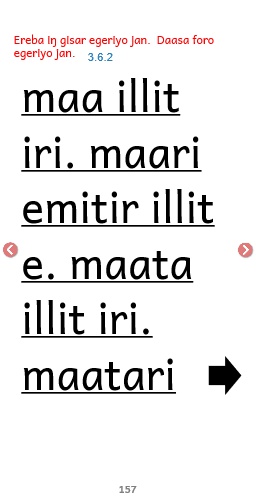 Ereba iŋ gisar egeriyo jan. Daasa foro
egeriyo jan. 3.6.2
maa illit
iri. maari
emitir illit
e. maata
illit iri.
maatari
157